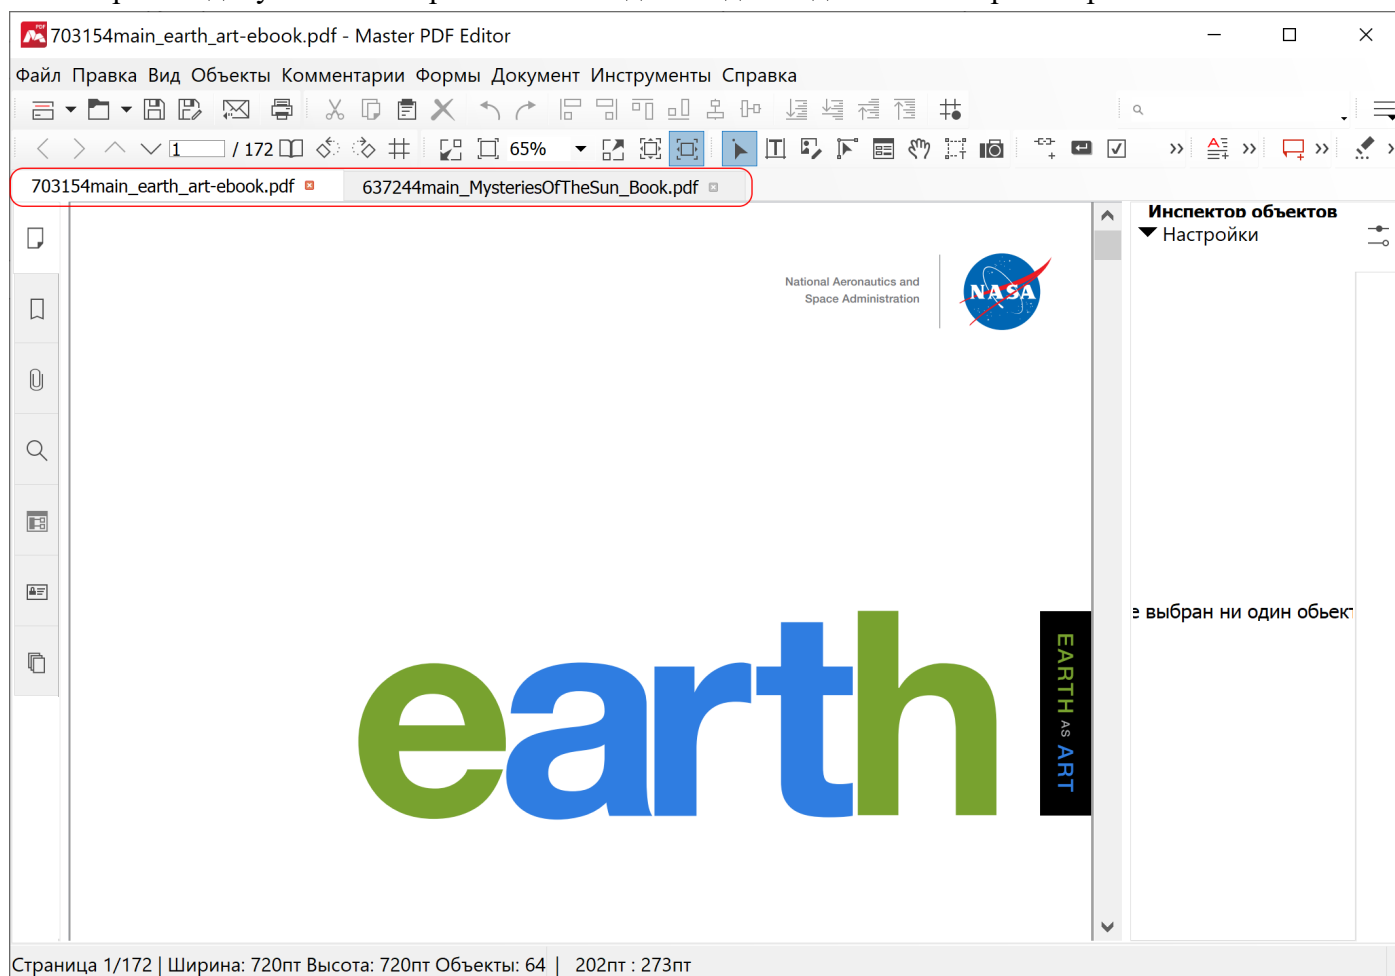 703154main_earth_art-ebook.pdf - Master PDF Editor
Файл Правка Вид Объекты Комментарии Формы Документ Инструменты Справка
1 / 172 65%
703154main_earth_art-ebook.pdf 637244main_MysteriesOfTheSun_Book.pdf
Инспектор объектов
Настройки
National Aeronautics and
Space Administration
NASA
выбран ни один обьект
earth
EARTH AS ART
Страница 1/172 | Ширина: 720пт Высота: 720пт Объекты: 64 | 202пт : 273пт